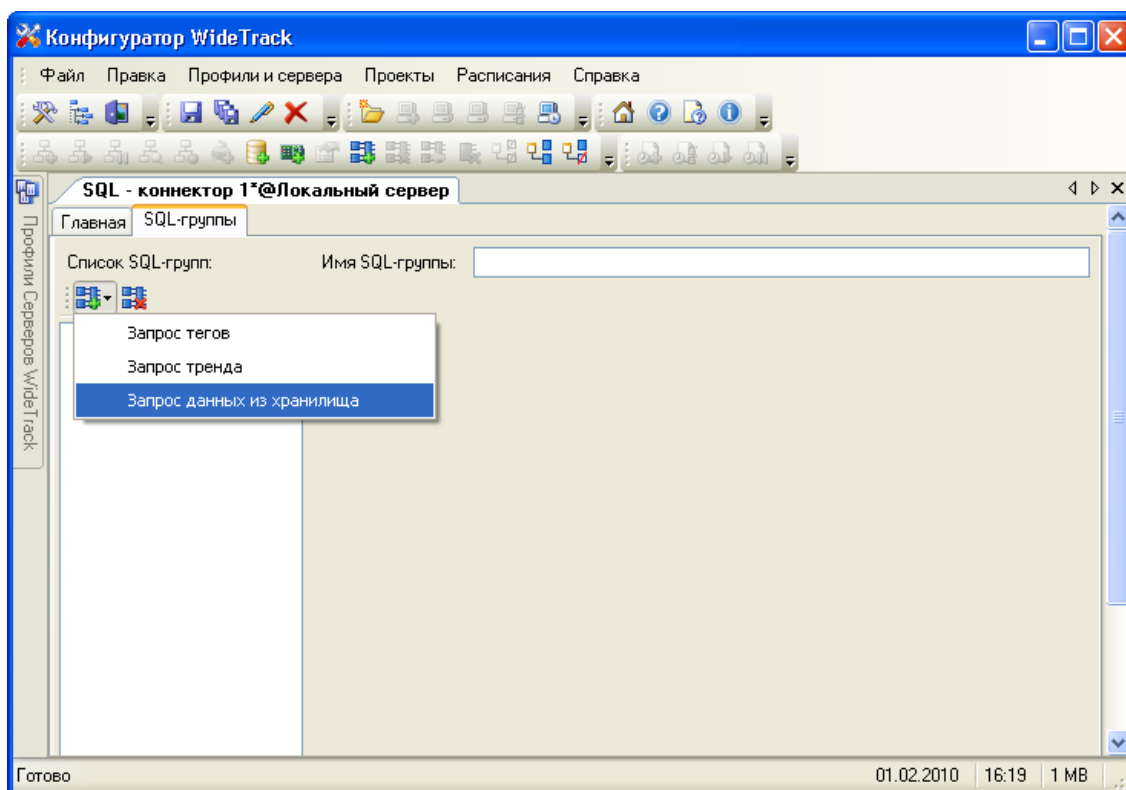 Конфигуратор WideTrack
Файл Правка Профили и сервера Проекты Расписания Справка
SQL - коннектор 1*@Локальный сервер
Профили Серверов WideTrack
Главная SQL-группы
Список SQL-групп: Имя SQL-группы:
Запрос тегов
Запрос тренда
Запрос данных из хранилища
Готово 01.02.2010 16:19 1 MB